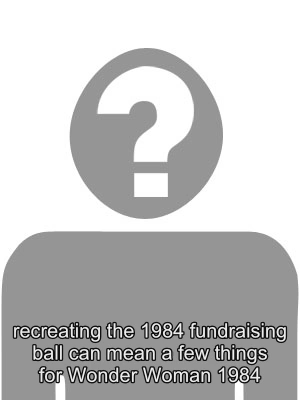 ?
recreating the 1984 fundraising
ball can mean a few things
for Wonder Woman 1984